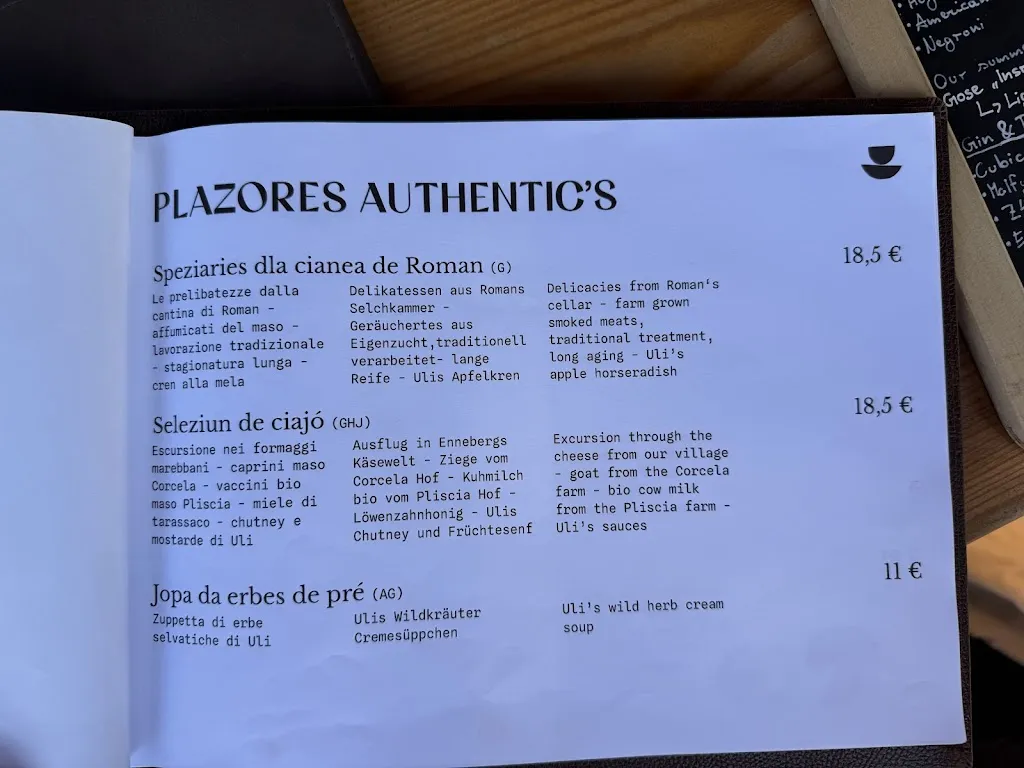 PLAZORES AUTHENTIC'S
Speziaries dla cianea de Roman (G)
18,5 €
Le prelibatezze dalla
cantina di Roman -
affumicati del maso -
lavorazione tradizionale
- stagionatura lunga -
cren alla mela
Delikatessen aus Romans
Selchkammer -
Geräuchertes aus
Eigenzucht,traditionell
verarbeitet- lange
Reife - Ulis Apfelkren
Delicacies from Roman's
cellar - farm grown
smoked meats,
traditional treatment,
long aging - Uli's
apple horseradish
Seleziun de ciajó (GHJ)
18,5 €
Escursione nei formaggi
marebbani - caprini maso
Corcela - vaccini bio
maso Pliscia - miele di
tarassaco - chutney e
mostarde di Uli
Ausflug in Ennebergs
Käsewelt - Ziege vom
Corcela Hof - Kuhmilch
bio vom Pliscia Hof -
Löwenzahnhonig - Ulis
Chutney und Früchtesenf
Excursion through the
cheese from our village
- goat from the Corcela
farm - bio cow milk
from the Pliscia farm -
Uli's sauces
Jopa da erbes de pré (AG)
11 €
Zuppetta di erbe
selvatiche di Uli
Ulis Wildkräuter
Cremesüppchen
Uli's wild herb cream
soup
• Negroni
Our
Gose
Gin &